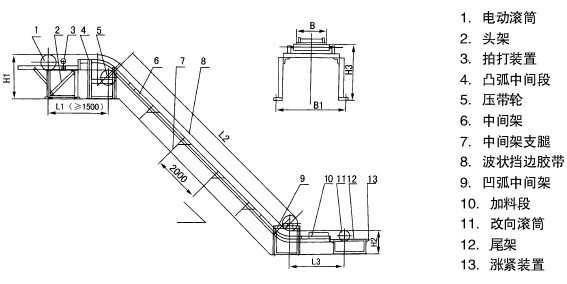 1 2 3 4 5
6 7 8
H1
L1（≥1500）
L2
2000
9 10 11 12 13
H2
L3
B
H3
B1
1. 电动滚筒
2. 头架
3. 拍打装置
4. 凸弧中间段
5. 压带轮
6. 中间架
7. 中间架支腿
8. 波状挡边胶带
9. 凹弧中间架
10. 加料段
11. 改向滚筒
12. 尾架
13. 涨紧装置